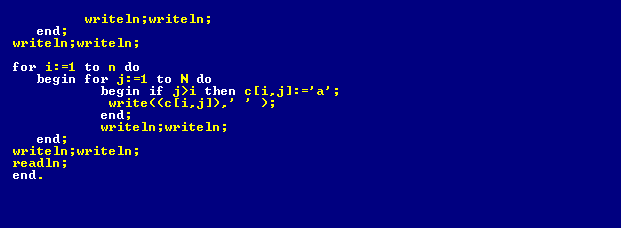 writeln;writeln;
end;
writeln;writeln;
for i:=1 to n do
begin for j:=1 to N do
begin if j>i then c[i,j]:='a';
write((c[i,j]),' ' );
end;
writeln;writeln;
end;
writeln;writeln;
readln;
end.